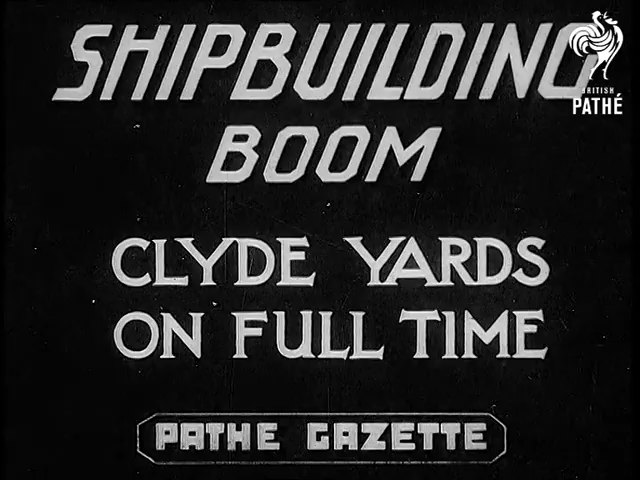 SHIPBUILDING
BRITISH
PATHÉ
BOOM
CLYDE YARDS
ON FULL TIME
PATHE GAZETTE